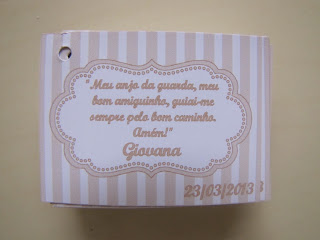 "Meu anjo da guarda, meu
bom amiguinho, guiai-me
sempre pelo bom caminho.
Amém!"
Giovana
23/03/2013